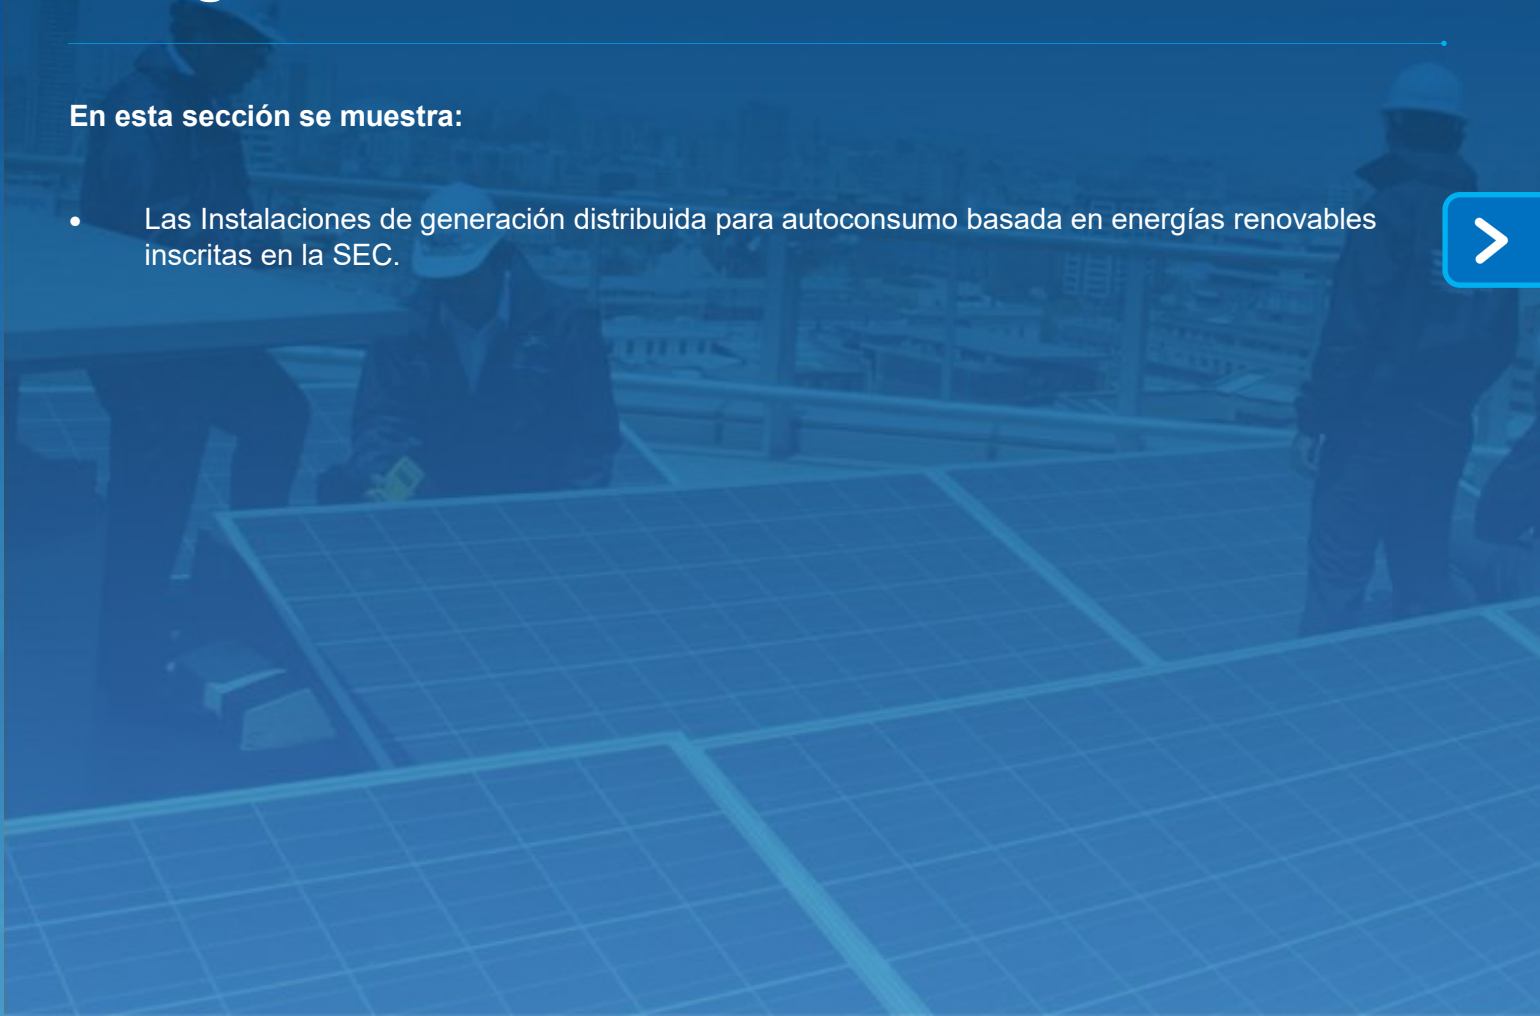 En esta sección se muestra:
• Las Instalaciones de generación distribuida para autoconsumo basada en energías renovables
inscritas en la SEC.